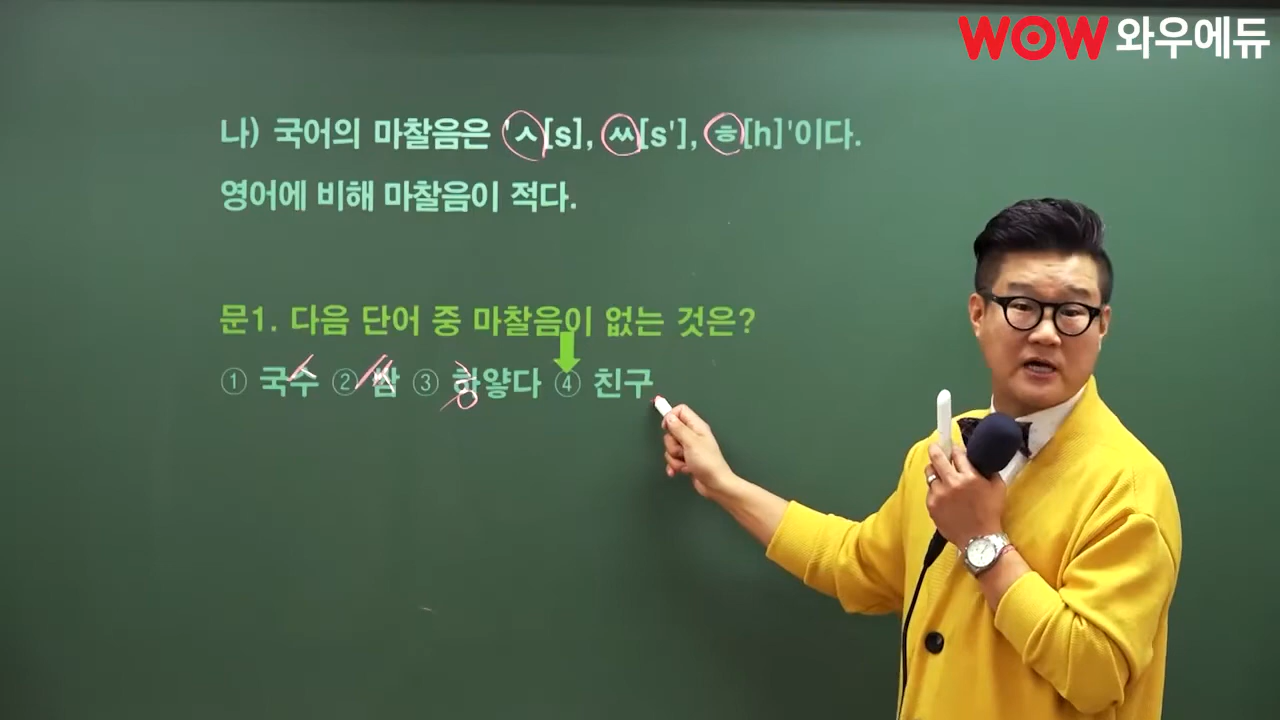 WOW 와우에듀
나) 국어의 마찰음은 'ㅅ[s], ㅆ[s'], ㅎ[h]'이다.
영어에 비해 마찰음이 적다.
문1. 다음 단어 중 마찰음이 없는 것은?
① 국수 ② 쌈 ③ 하얗다 ④ 친구